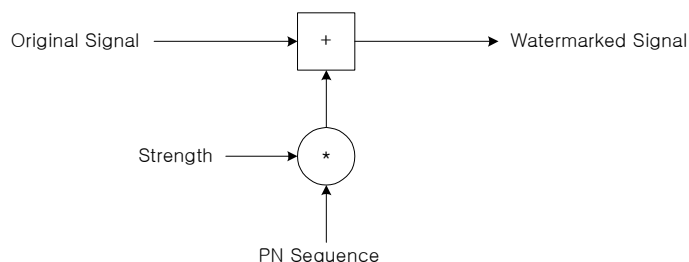 Original Signal
+
Watermarked Signal
Strength
*
PN Sequence